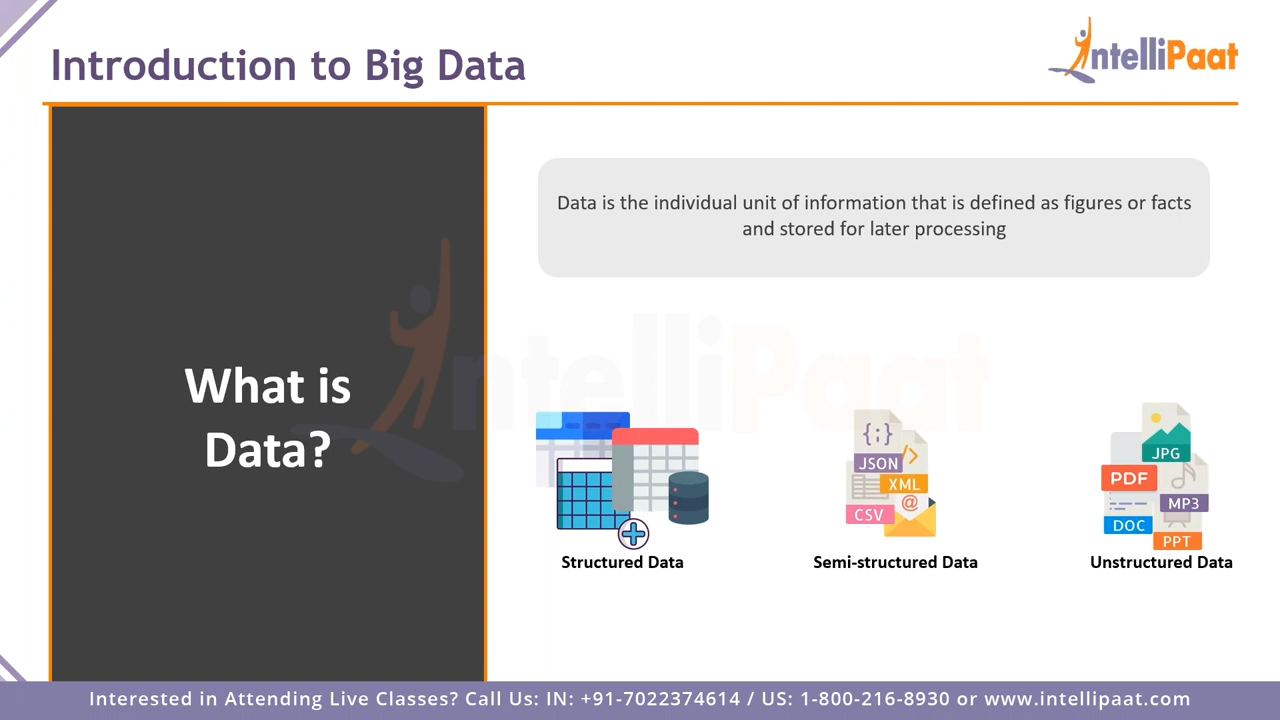 Introduction to Big Data
IntelliPaat
What is
Data?
Data is the individual unit of information that is defined as figures or facts
and stored for later processing
IntelliPaat
{;}
JSON
</>
XML
CSV
@
JPG
PDF
MP3
DOC
PPT
Structured Data
Semi-structured Data
Unstructured Data
Interested in Attending Live Classes? Call Us: IN: +91-7022374614 / US: 1-800-216-8930 or www.intellipaat.com